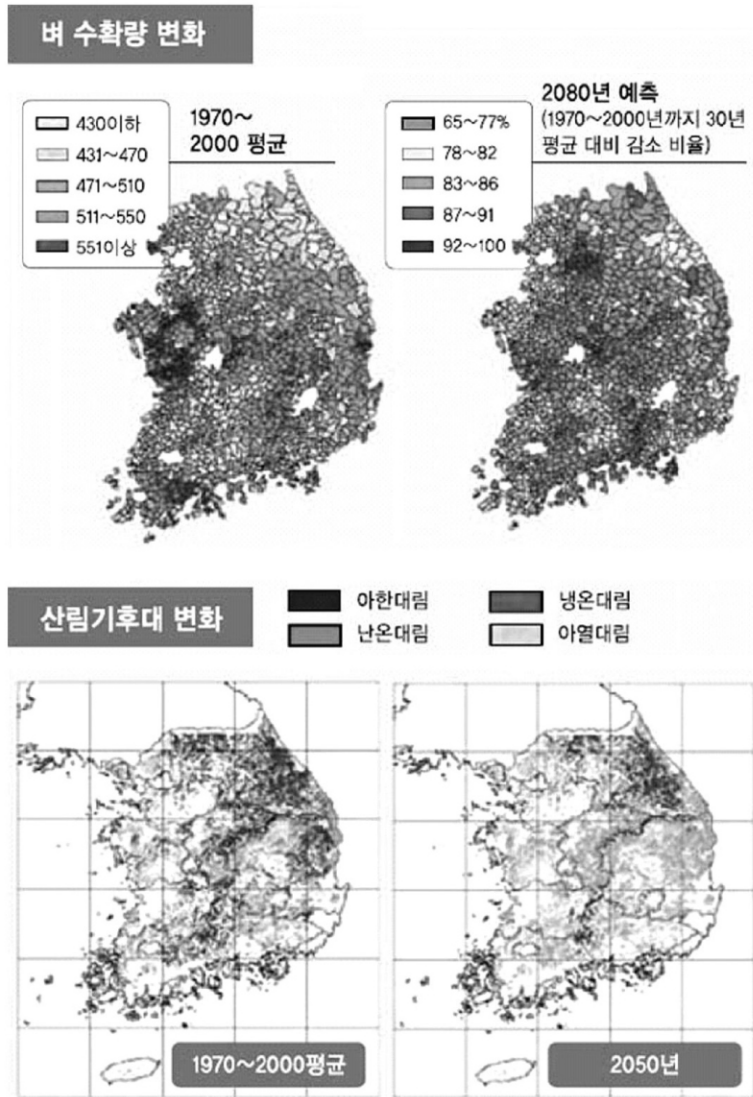 벼 수확량 변화
430이하
431~470
471~510
511~550
551이상
1970~
2000 평균
65~77%
78~82
83~86
87~91
92~100
2080년 예측
(1970~2000년까지 30년
평균 대비 감소 비율)
산림기후대 변화
아한대림
냉온대림
난온대림
아열대림
1970~2000평균
2050년